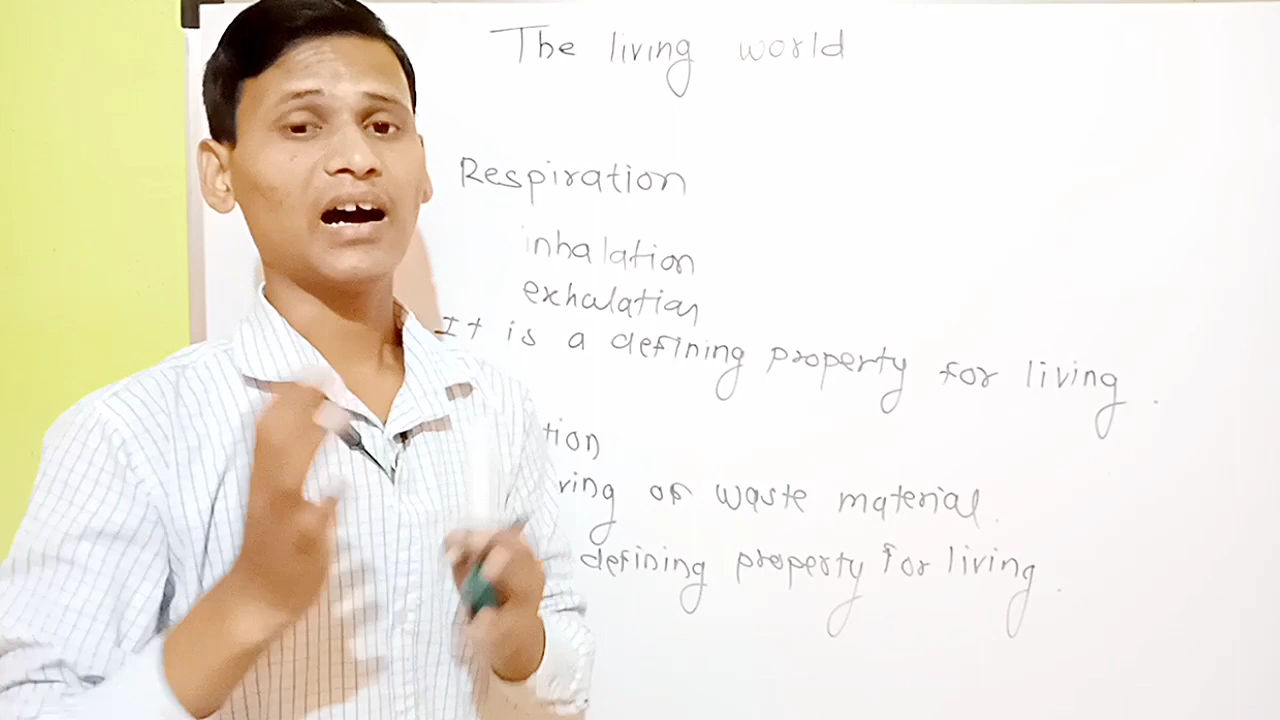 The living world
Respiration
inhalation
exhalation
It is a defining property for living.
tion
ving of waste material.
defining property for living.